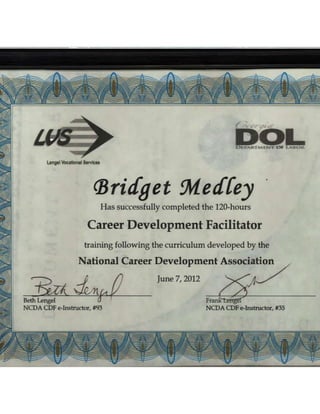 LVS
Lengel Vocational Services
Georgia
DOL
DEPARTMENT OF LABOR
Bridget Medley
Has successfully completed the 120-hours
Career Development Facilitator
training following the curriculum developed by the
National Career Development Association
June 7, 2012
Beth Lengel
Beth Lengel
NCDA CDF e-Instructor, #93
Frank Lengel
NCDA CDF e-Instructor, #35